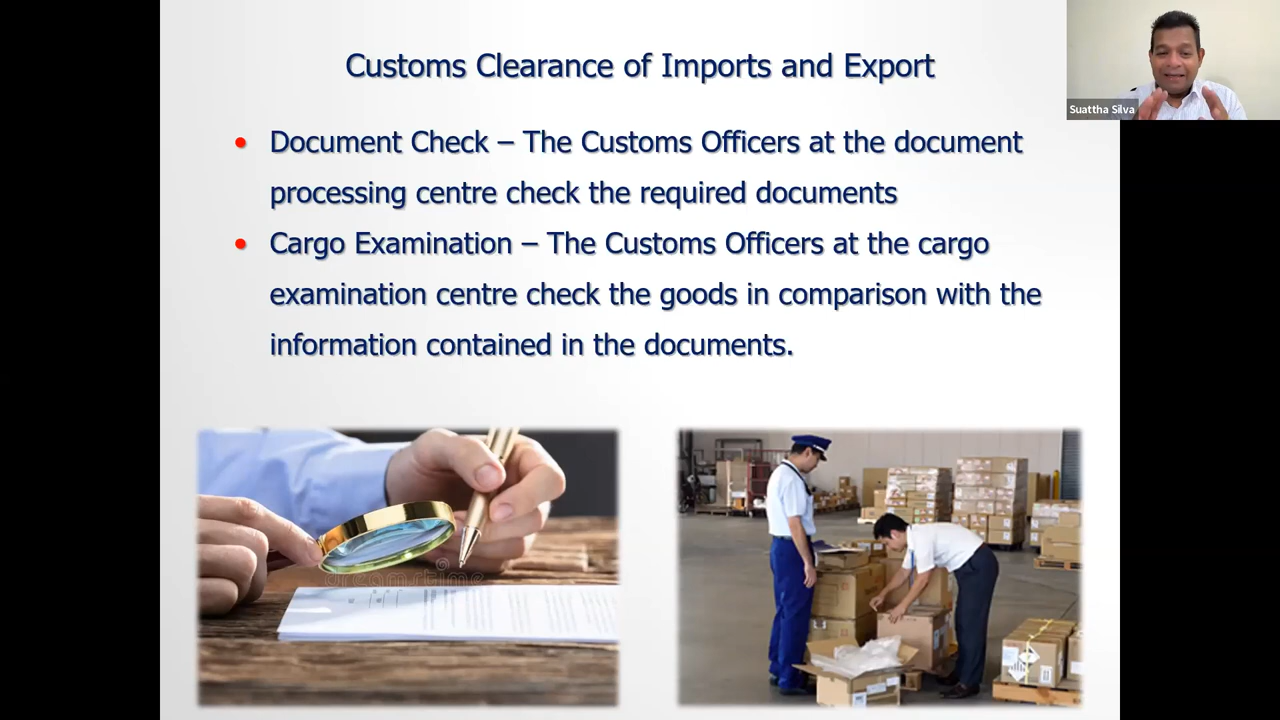 Customs Clearance of Imports and Export
Suattha Silva
• Document Check – The Customs Officers at the document
processing centre check the required documents
• Cargo Examination – The Customs Officers at the cargo
examination centre check the goods in comparison with the
information contained in the documents.
dreamstime